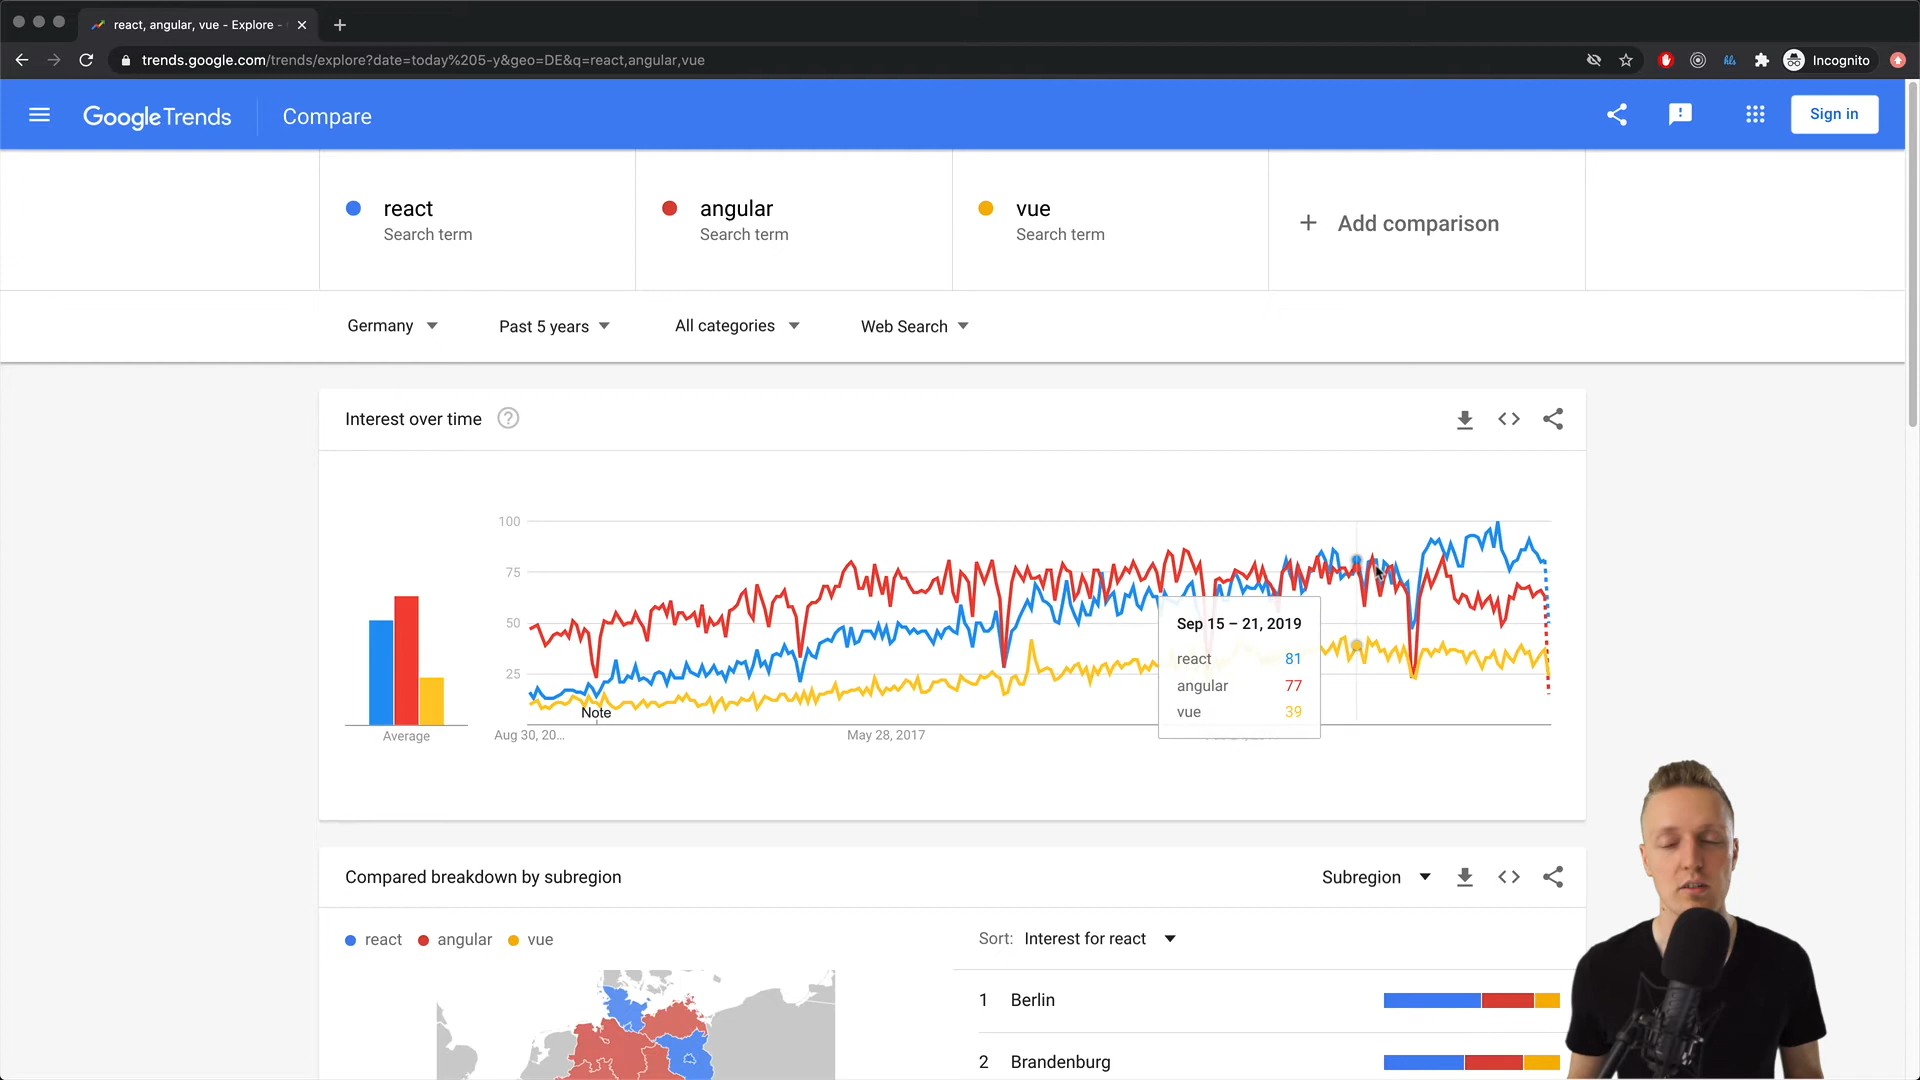 react, angular, vue - Explore -
trends.google.com/trends/explore?date=today%205-y&geo=DE&q=react,angular,vue
Incognito
Google Trends
Compare
Sign in
react
Search term
angular
Search term
vue
Search term
+ Add comparison
Germany
Past 5 years
All categories
Web Search
Interest over time
?
100
75
50
25
Note
Average
Aug 30, 20...
May 28, 2017
Sep 15 – 21, 2019
react 81
angular 77
vue 39
Compared breakdown by subregion
Subregion
react
angular
vue
Sort: Interest for react
1 Berlin
2 Brandenburg